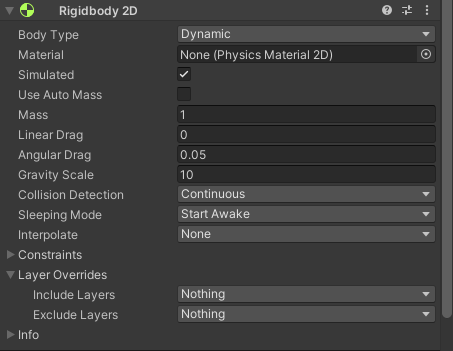 Rigidbody 2D
Body Type Dynamic
Material None (Physics Material 2D)
Simulated
Use Auto Mass
Mass 1
Linear Drag 0
Angular Drag 0.05
Gravity Scale 10
Collision Detection Continuous
Sleeping Mode Start Awake
Interpolate None
Constraints
Layer Overrides
Include Layers Nothing
Exclude Layers Nothing
Info